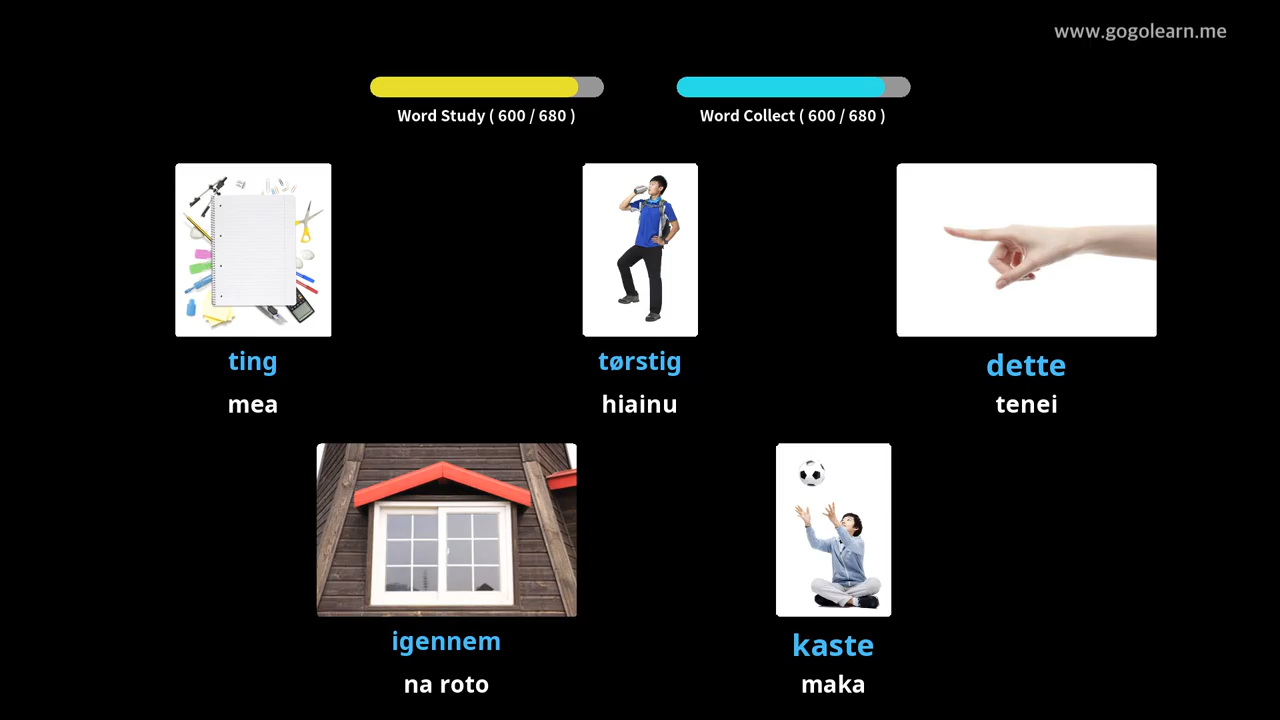 www.gogolearn.me
Word Study ( 600 / 680 )
Word Collect ( 600 / 680 )
ting
mea
tørstig
hiainu
dette
tenei
igennem
na roto
kaste
maka